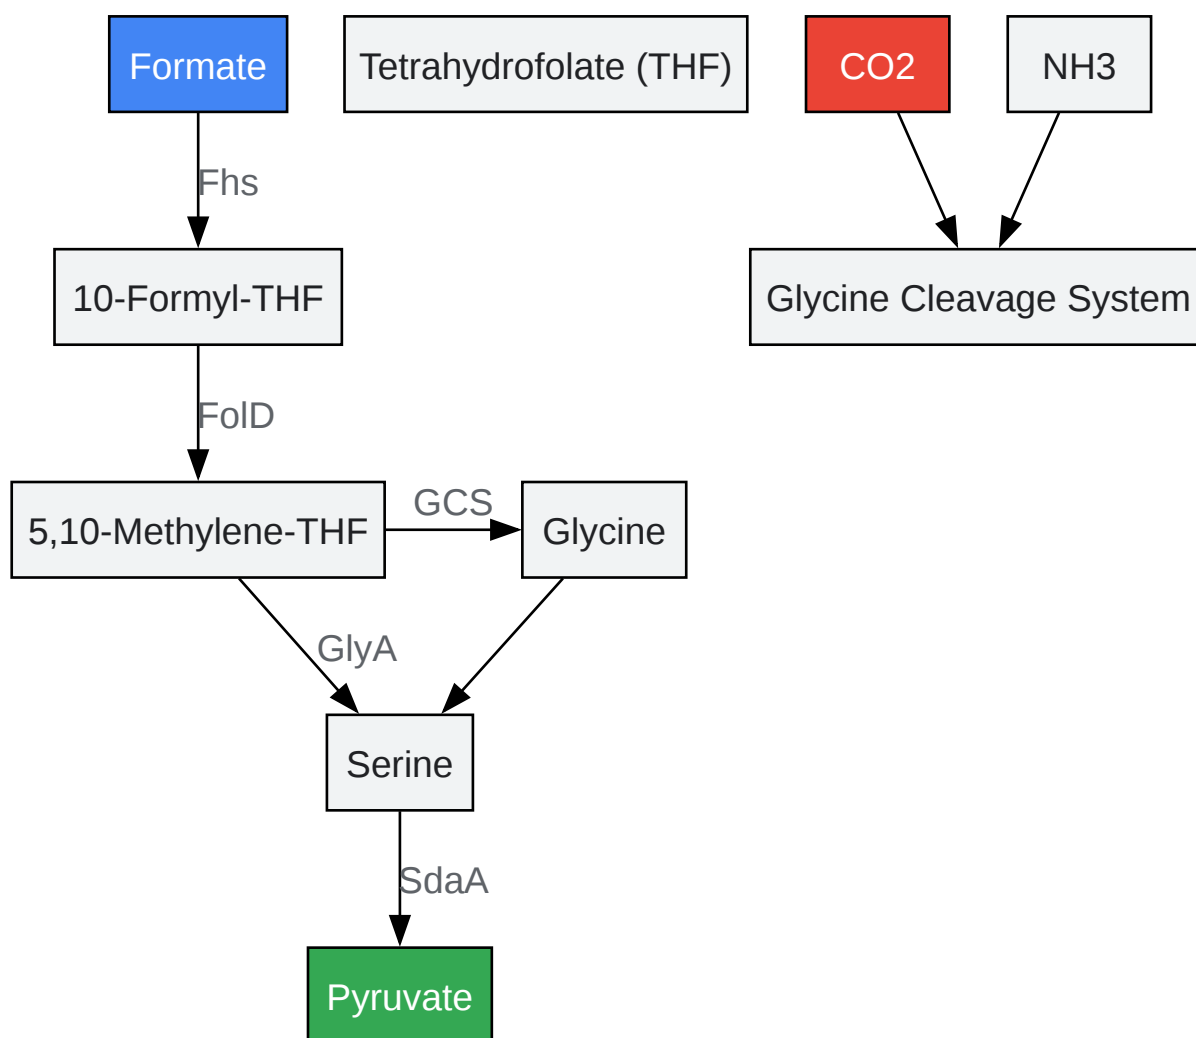 Formate
Tetrahydrofolate (THF)
CO2
NH3
Fhs
10-Formyl-THF
Glycine Cleavage System
FolD
5,10-Methylene-THF
GCS
Glycine
GlyA
Serine
SdaA
Pyruvate